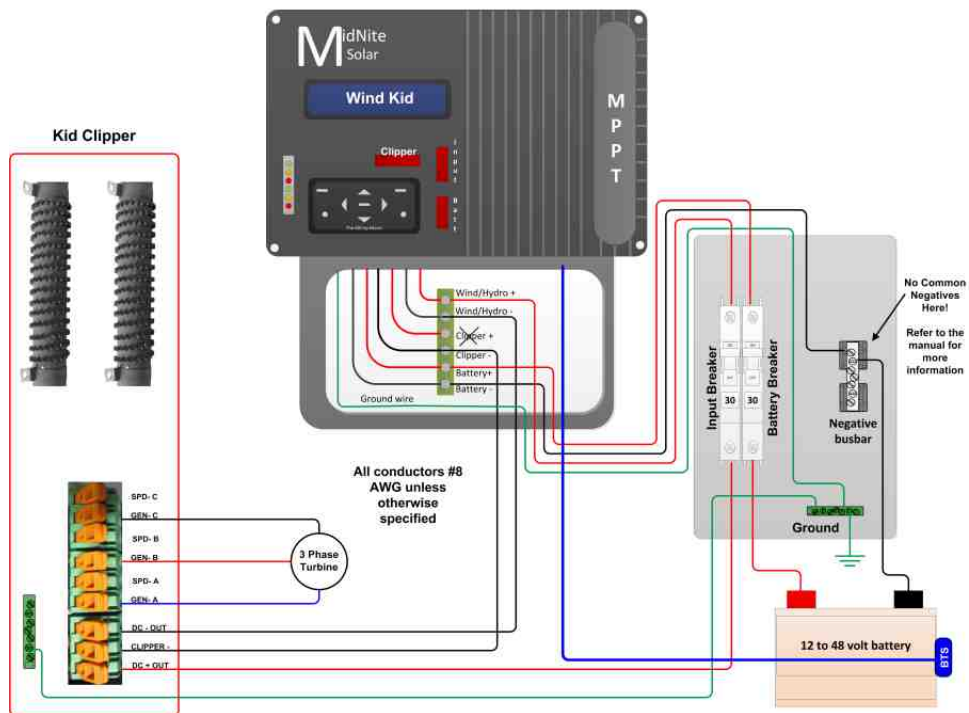 MidNite
Solar
Wind Kid
MPPT
Clipper
Input
Batt
Kid Clipper
Wind/Hydro +
Wind/Hydro -
Clipper +
Clipper -
Battery+
Battery -
Ground wire
All conductors #8
AWG unless
otherwise
specified
Input Breaker
30
30
Battery Breaker
No Common
Negatives
Here!
Refer to the
manual for
more
information
Negative
busbar
Ground
SPD- C
GEN- C
SPD- B
GEN- B
SPD- A
GEN- A
DC - OUT
CLIPPER -
DC + OUT
3 Phase
Turbine
12 to 48 volt battery
BTS